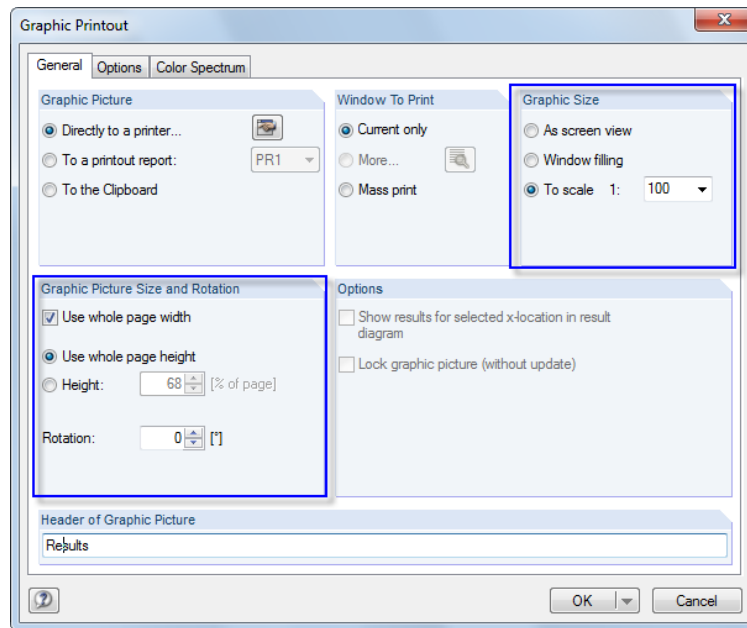 Graphic Printout
General Options Color Spectrum
Graphic Picture
Directly to a printer...
To a printout report: PR1
To the Clipboard
Window To Print
Current only
More...
Mass print
Graphic Size
As screen view
Window filling
To scale 1: 100
Graphic Picture Size and Rotation
Use whole page width
Use whole page height
Height: 68 [% of page]
Rotation: 0 [°]
Options
Show results for selected x-location in result
diagram
Lock graphic picture (without update)
Header of Graphic Picture
Results
OK Cancel